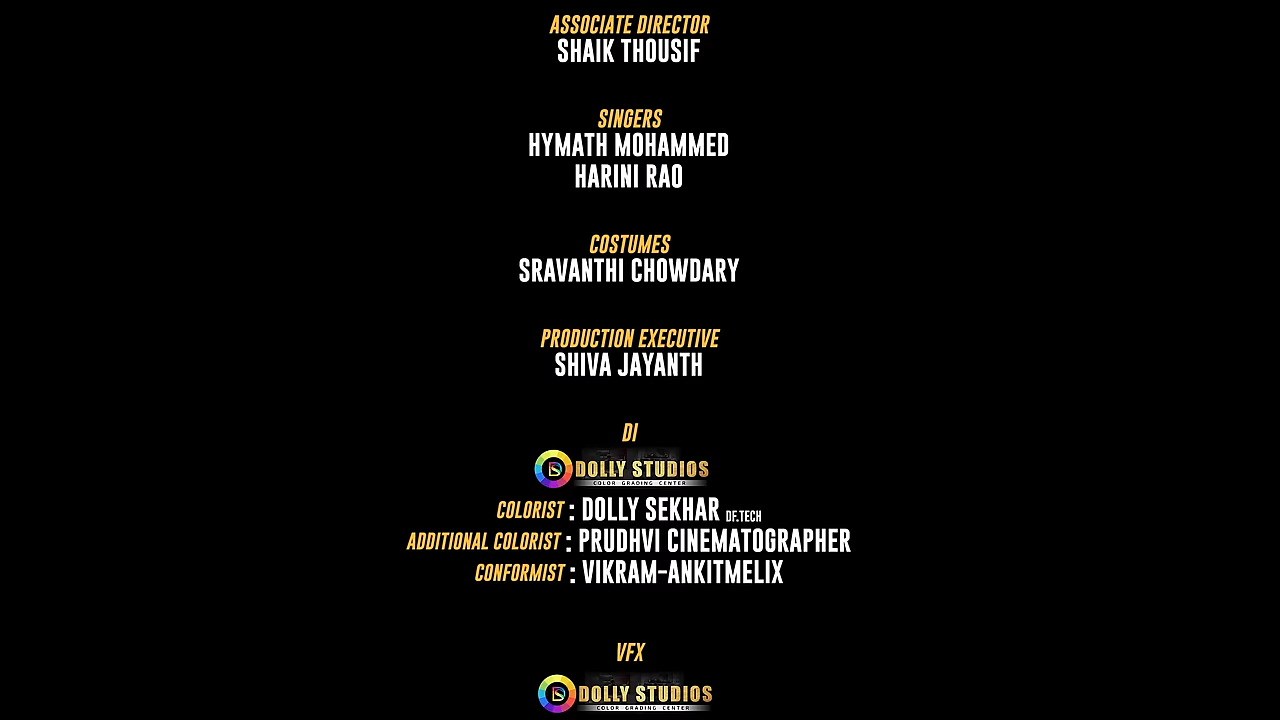 ASSOCIATE DIRECTOR
SHAIK THOUSIF
SINGERS
HYMATH MOHAMMED
HARINI RAO
COSTUMES
SRAVANTHI CHOWDARY
PRODUCTION EXECUTIVE
SHIVA JAYANTH
DI
DS DOLLY STUDIOS
COLOR GRADING CENTER
COLORIST : DOLLY SEKHAR DF.TECH
ADDITIONAL COLORIST : PRUDHVI CINEMATOGRAPHER
CONFORMIST : VIKRAM-ANKITMELIX
VFX
DS DOLLY STUDIOS
COLOR GRADING CENTER